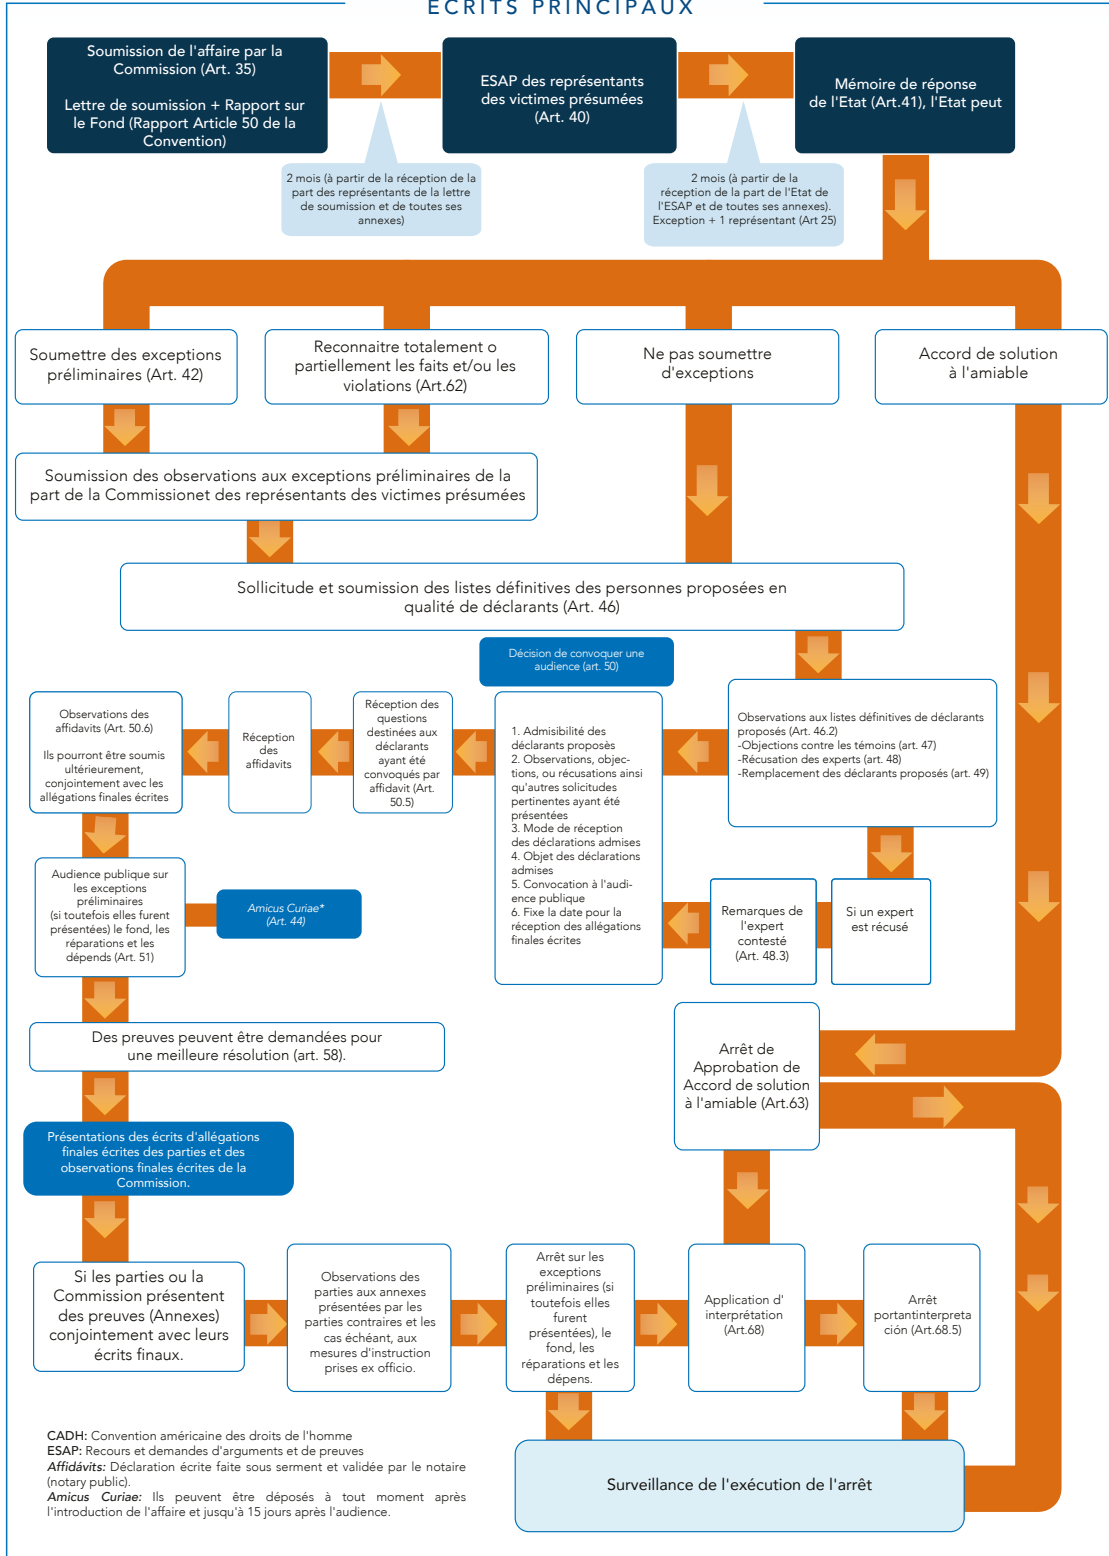 ECRITS PRINCIPAUX
Soumission de l'affaire par la
Commission (Art. 35)
Lettre de soumission + Rapport sur
le Fond (Rapport Article 50 de la
Convention)
ESAP des représentants
des victimes présumées
(Art. 40)
Mémoire de réponse
de l'Etat (Art.41), l'Etat peut
2 mois (à partir de la réception de la
part des représentants de la lettre
de soumission et de toutes ses
annexes)
2 mois (à partir de la
réception de la part de l'Etat de
l'ESAP et de toutes ses annexes).
Exception + 1 représentant (Art 25)
Soumettre des exceptions
préliminaires (Art. 42)
Reconnaitre totalement o
partiellement les faits et/ou les
violations (Art.62)
Ne pas soumettre
d'exceptions
Accord de solution
à l'amiable
Soumission des observations aux exceptions préliminaires de la
part de la Commissionet des représentants des victimes présumées
Sollicitude et soumission des listes définitives des personnes proposées en
qualité de déclarants (Art. 46)
Décision de convoquer une
audience (art. 50)
Observations aux listes définitives de déclarants
proposés (Art. 46.2)
-Objections contre les témoins (art. 47)
-Récusation des experts (art. 48)
-Remplacement des déclarants proposés (art. 49)
1. Admisibilité des
déclarants proposès
2. Observations, objec-
tions, ou récusations ainsi
qu'autres solicitudes
pertinentes ayant été
présentées
3. Mode de réception
des déclarations admises
4. Objet des déclarations
admises
5. Convocation à l'audi-
ence publique
6. Fixe la date pour la
réception des allégations
finales écrites
Réception des
questions
destinées aux
déclarants
ayant été
convoqués par
affidavit (Art.
50.5)
Réception
des
affidavits
Observations des
affidavits (Art. 50.6)
Ils pourront être soumis
ultérieurement,
conjointement avec les
allégations finales écrites
Si un expert
est récusé
Remarques de
l'expert
contesté
(Art. 48.3)
Audience publique sur
les exceptions
préliminaires
(si toutefois elles furent
présentées) le fond, les
réparations et les
dépends (Art. 51)
Amicus Curiae*
(Art. 44)
Des preuves peuvent être demandées pour
une meilleure résolution (art. 58).
Arrêt de
Approbation de
Accord de solution
à l'amiable (Art.63)
Présentations des écrits d'allégations
finales écrites des parties et des
observations finales écrites de la
Commission.
Si les parties ou la
Commission présentent
des preuves (Annexes)
conjointement avec leurs
écrits finaux.
Observations des
parties aux annexes
présentées par les
parties contraires et les
cas échéant, aux
mesures d'instruction
prises ex officio.
Arrêt sur les
exceptions
préliminaires (si
toutefois elles
furent
présentées), le
fond, les
réparations et les
dépens.
Application d'
interprétation
(Art.68)
Arrêt
portantinterpreta
ción (Art.68.5)
Surveillance de l'exécution de l'arrêt
CADH: Convention américaine des droits de l'homme
ESAP: Recours et demandes d'arguments et de preuves
Affidávits: Déclaration écrite faite sous serment et validée par le notaire
(notary public).
Amicus Curiae: Ils peuvent être déposés à tout moment après
l'introduction de l'affaire et jusqu'à 15 jours après l'audience.